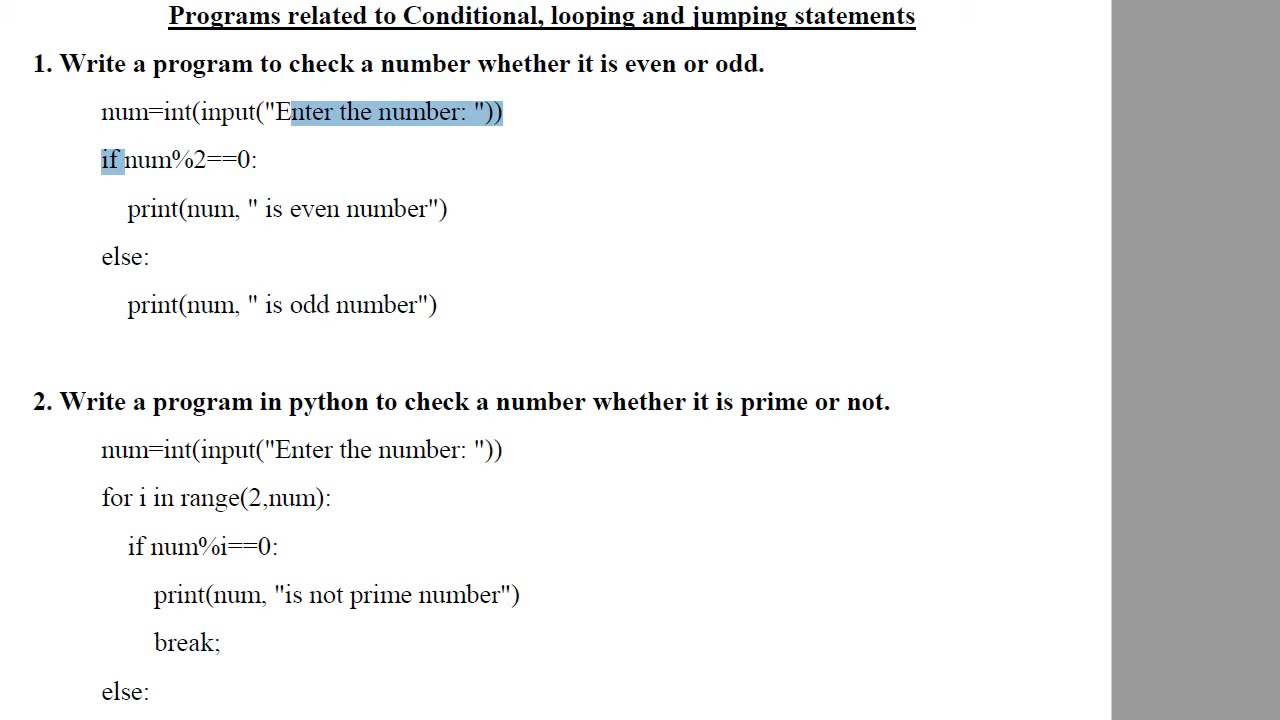 Programs related to Conditional, looping and jumping statements
1. Write a program to check a number whether it is even or odd.
num=int(input("Enter the number: "))
if num%2==0:
print(num, " is even number")
else:
print(num, " is odd number")
2. Write a program in python to check a number whether it is prime or not.
num=int(input("Enter the number: "))
for i in range(2,num):
if num%i==0:
print(num, "is not prime number")
break;
else: